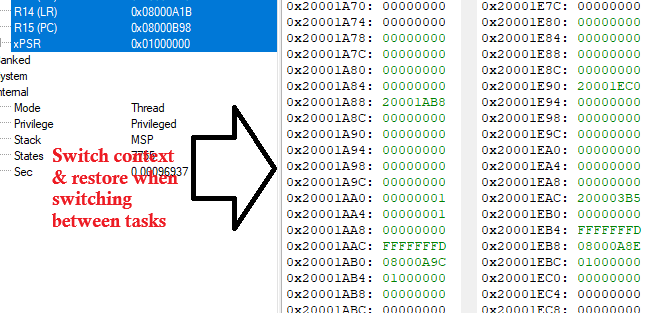 R14 (LR) 0x08000A1B
R15 (PC) 0x08000B98
xPSR 0x01000000
anked
ystem
nternal
Mode Thread
Privilege Privileged
Stack MSP
States 7755
Sec 0.00096937
Switch context
& restore when
switching
between tasks
0x20001A70: 00000000
0x20001A74: 00000000
0x20001A78: 00000000
0x20001A7C: 00000000
0x20001A80: 00000000
0x20001A84: 00000000
0x20001A88: 20001AB8
0x20001A8C: 00000000
0x20001A90: 00000000
0x20001A94: 00000000
0x20001A98: 00000000
0x20001A9C: 00000000
0x20001AA0: 00000001
0x20001AA4: 00000001
0x20001AA8: 00000000
0x20001AAC: FFFFFFFD
0x20001AB0: 08000A9C
0x20001AB4: 01000000
0x20001AB8: 00000000
0x20001ABC: 00000000
0x20001E7C: 00000000
0x20001E80: 00000000
0x20001E84: 00000000
0x20001E88: 00000000
0x20001E8C: 00000000
0x20001E90: 20001EC0
0x20001E94: 00000000
0x20001E98: 00000000
0x20001E9C: 00000000
0x20001EA0: 00000000
0x20001EA4: 00000000
0x20001EA8: 00000000
0x20001EAC: 200003B5
0x20001EB0: 00000000
0x20001EB4: FFFFFFFD
0x20001EB8: 08000A8E
0x20001EBC: 01000000
0x20001EC0: 00000000
0x20001EC4: 00000000
0x20001EC8: 00000000